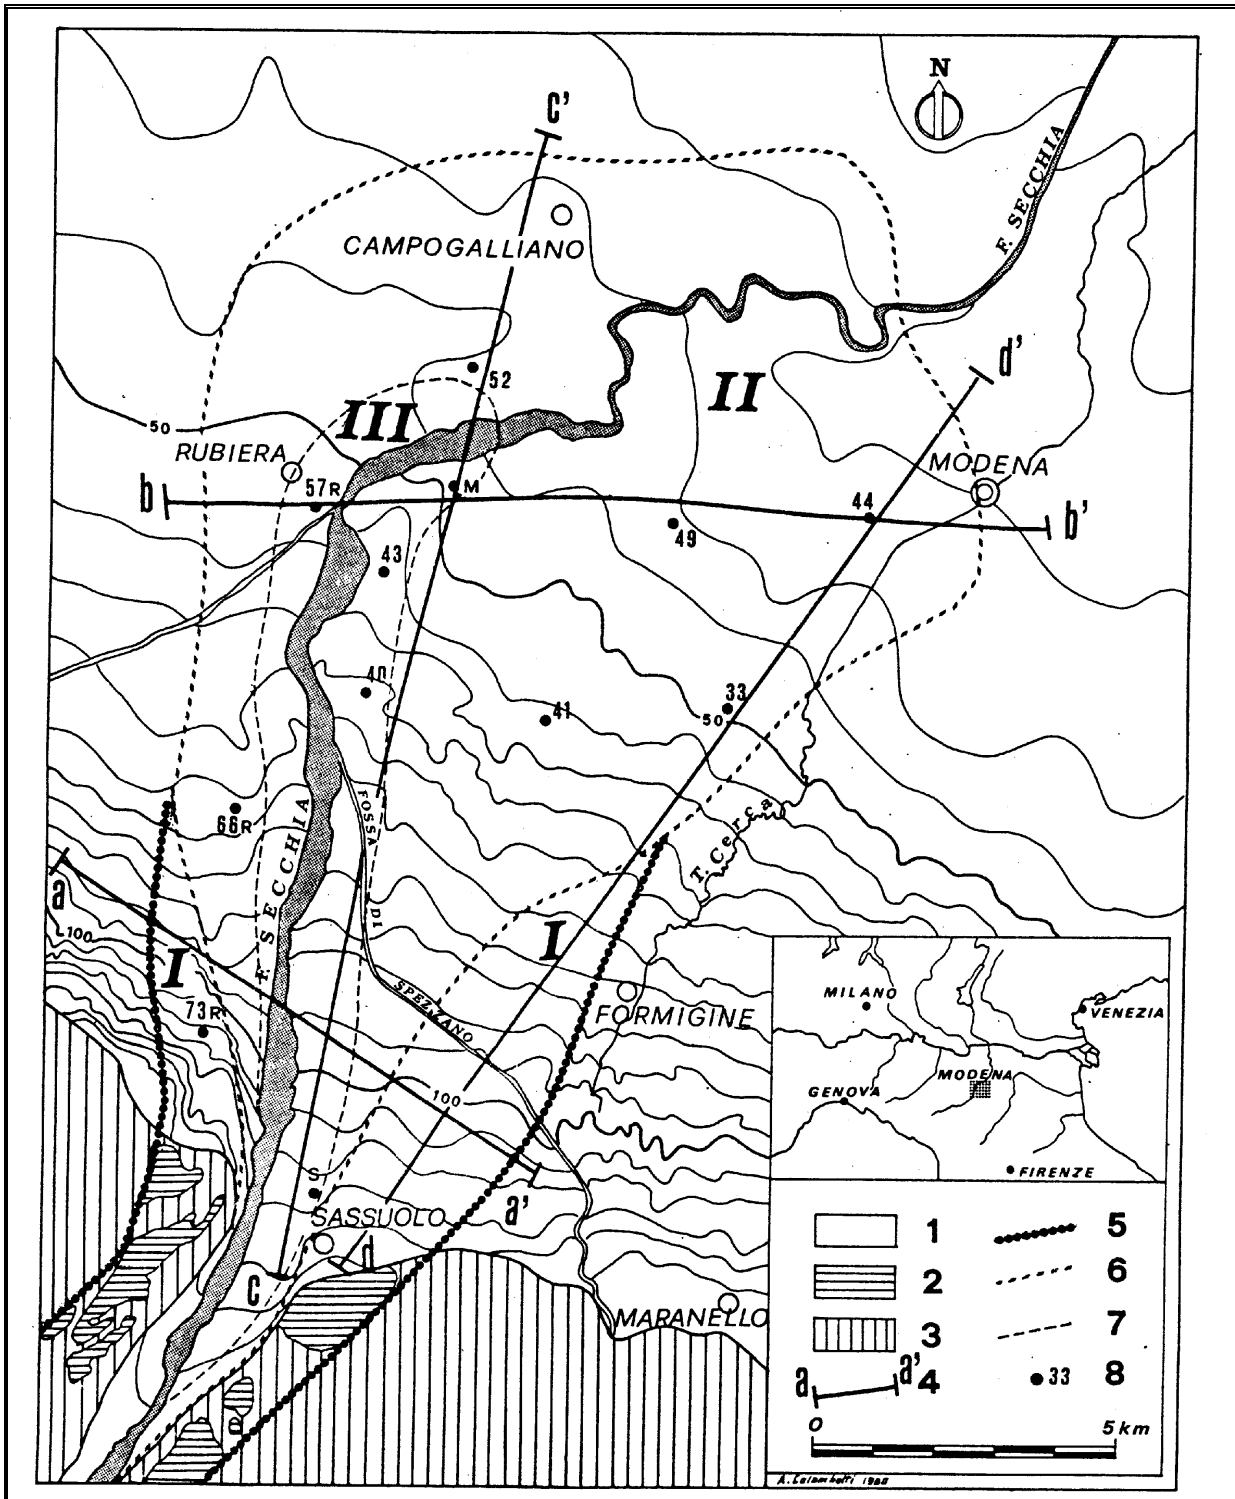 N
c'
F. SECCHIA
CAMPOGALLIANO
d'
52
II
III
50
RUBIERA
MODENA
b
57R
M
44
49
b'
43
40
41
33
50
FOSSA
DI
SPEZZANO
66R
F. SECCHIA
T. Cerca
a
100
I
I
73R
FORMIGINE
100
S
a'
SASSUOLO
d
c
MARANELLO
MILANO
VENEZIA
MODENA
GENOVA
FIRENZE
1
5
2
6
3
7
a a' 4
33 8
0 5 km